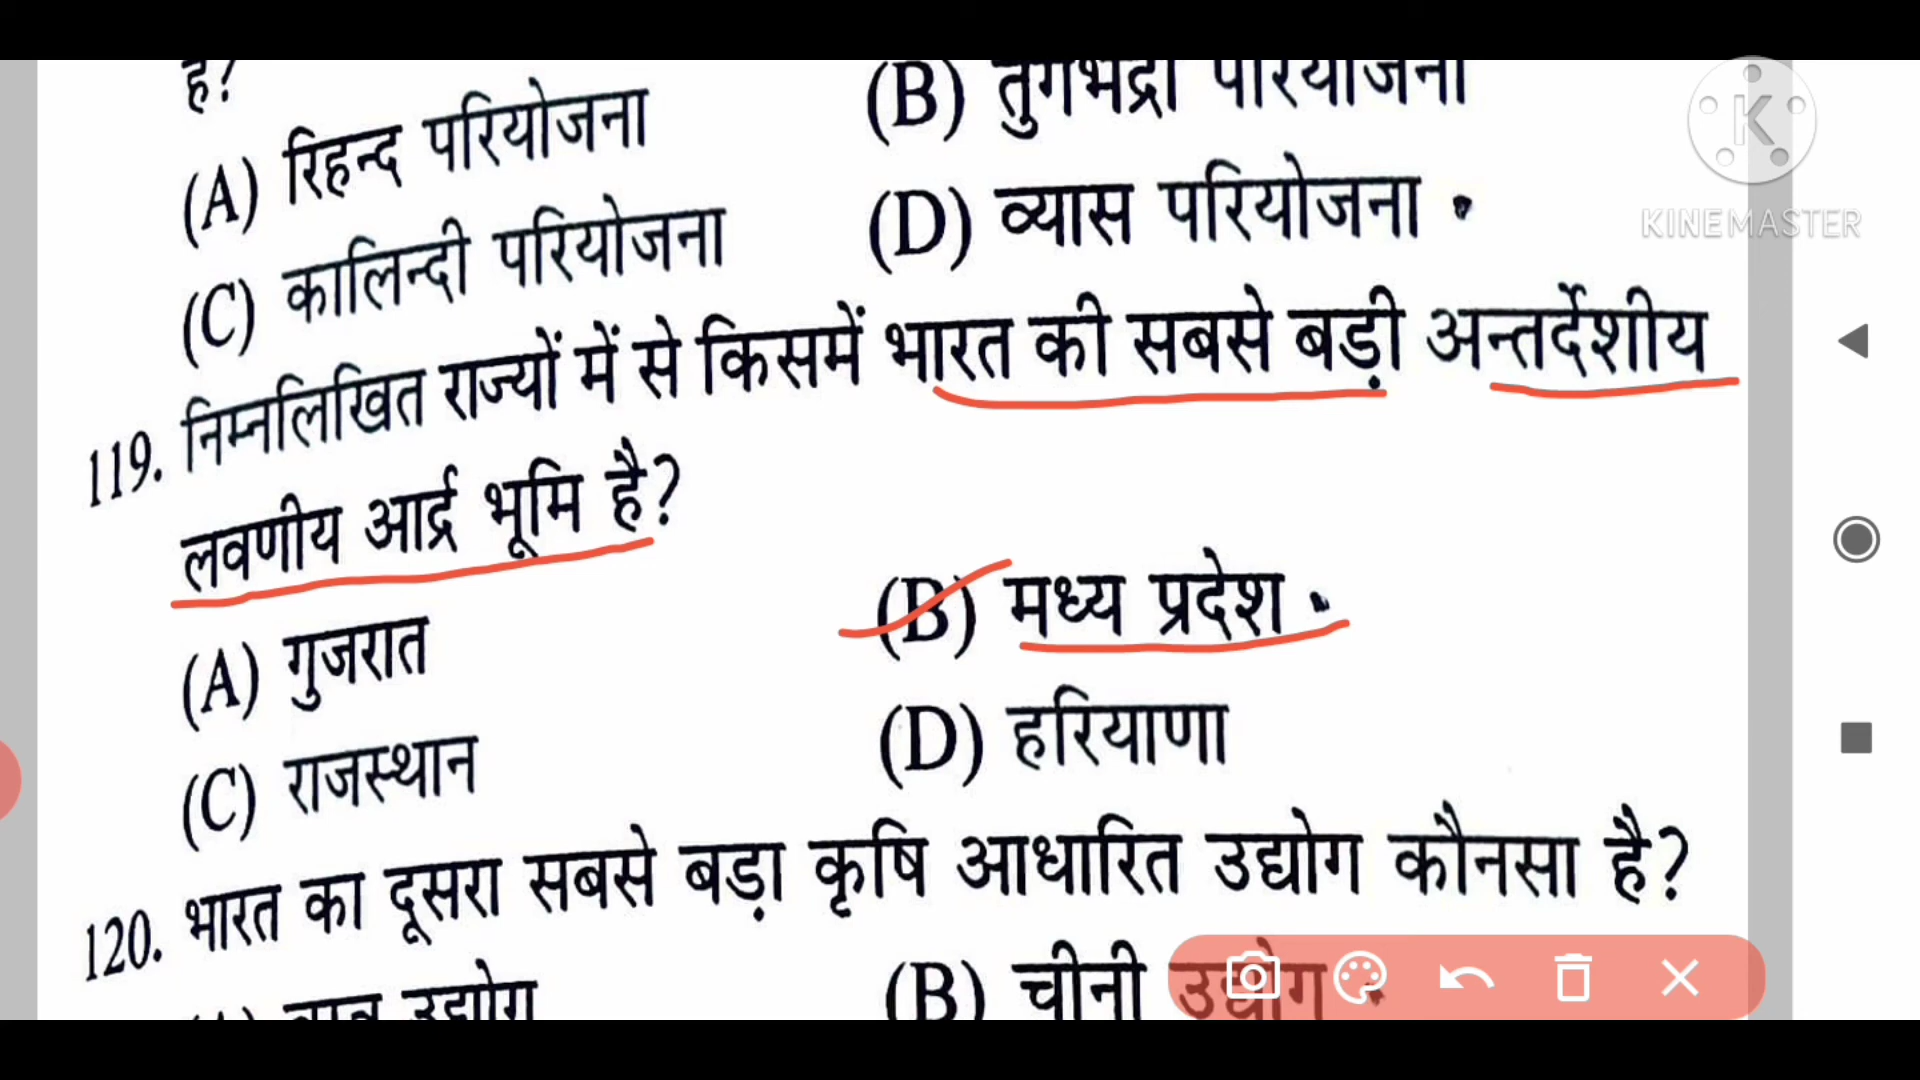 है?
(A) रिहन्द परियोजना
(B) तुंगभद्रा परियोजना
(C) कालिन्दी परियोजना
(D) व्यास परियोजना
119. निम्नलिखित राज्यों में से किसमें भारत की सबसे बड़ी अन्तर्देशीय
लवणीय आर्द्र भूमि है?
(A) गुजरात
(B) मध्य प्रदेश
(C) राजस्थान
(D) हरियाणा
120. भारत का दूसरा सबसे बड़ा कृषि आधारित उद्योग कौनसा है?
उद्योग
(B) चीनी उद्योग
K
KINEMASTER